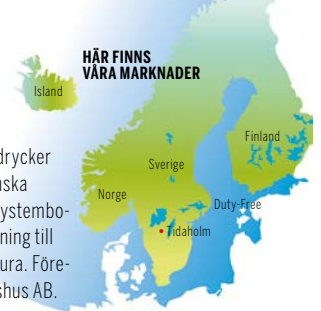 HÄR FINNS
VÅRA MARKNADER
Island
Finland
Sverige
Norge
Duty-Free
Tidaholm
drycker
nska
ystembo-
ning till
ura. Före-
shus AB.